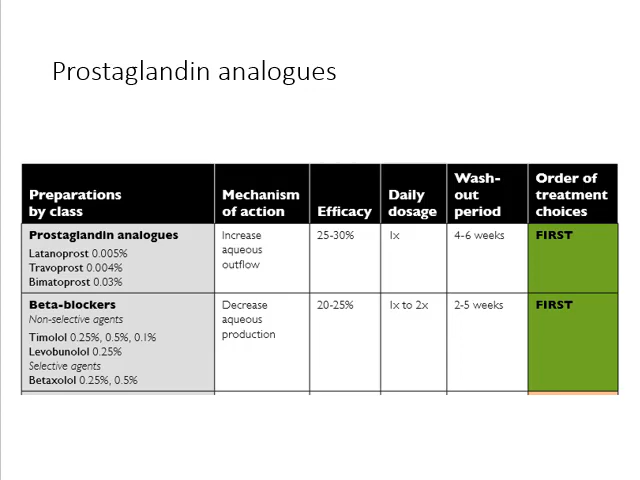 Prostaglandin analogues
Preparations
by class
Mechanism
of action
Efficacy
Daily
dosage
Wash-
out
period
Order of
treatment
choices
Prostaglandin analogues
Latanoprost 0.005%
Travoprost 0.004%
Bimatoprost 0.03%
Increase
aqueous
outflow
25-30%
1x
4-6 weeks
FIRST
Beta-blockers
Non-selective agents
Timolol 0.25%, 0.5%, 0.1%
Levobunolol 0.25%
Selective agents
Betaxolol 0.25%, 0.5%
Decrease
aqueous
production
20-25%
1x to 2x
2-5 weeks
FIRST